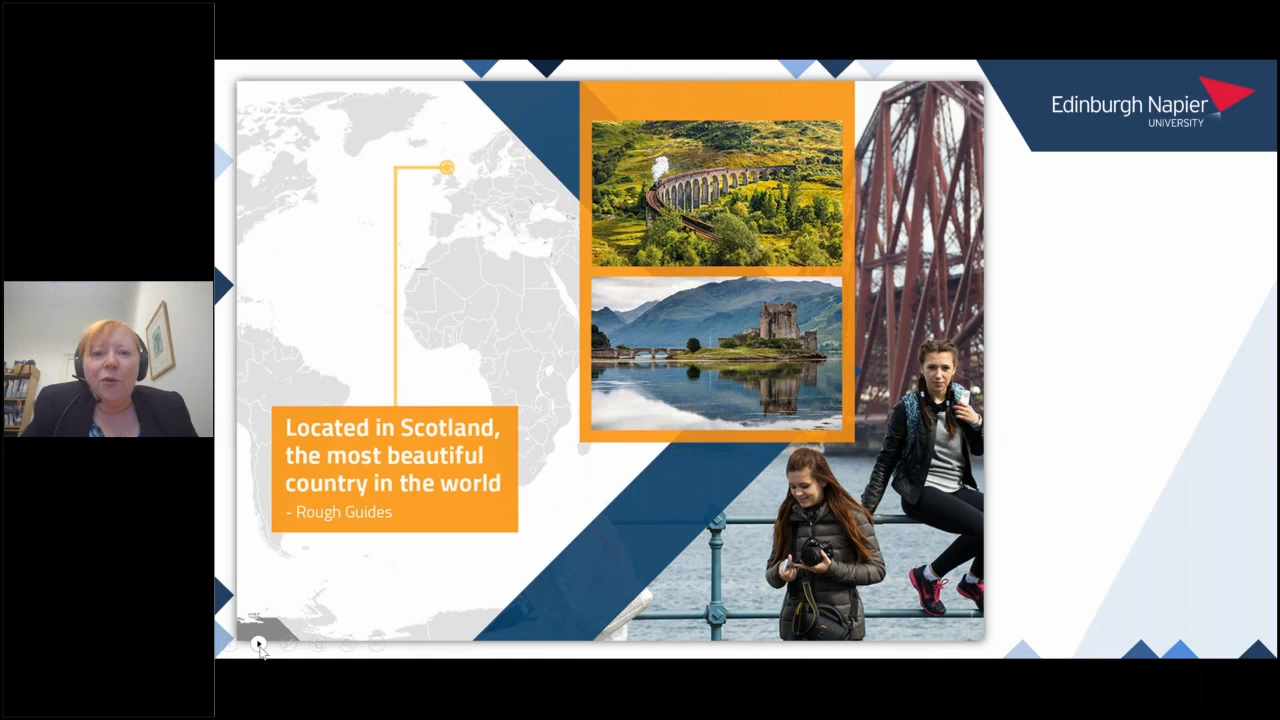 Edinburgh Napier
UNIVERSITY
Located in Scotland,
the most beautiful
country in the world
- Rough Guides